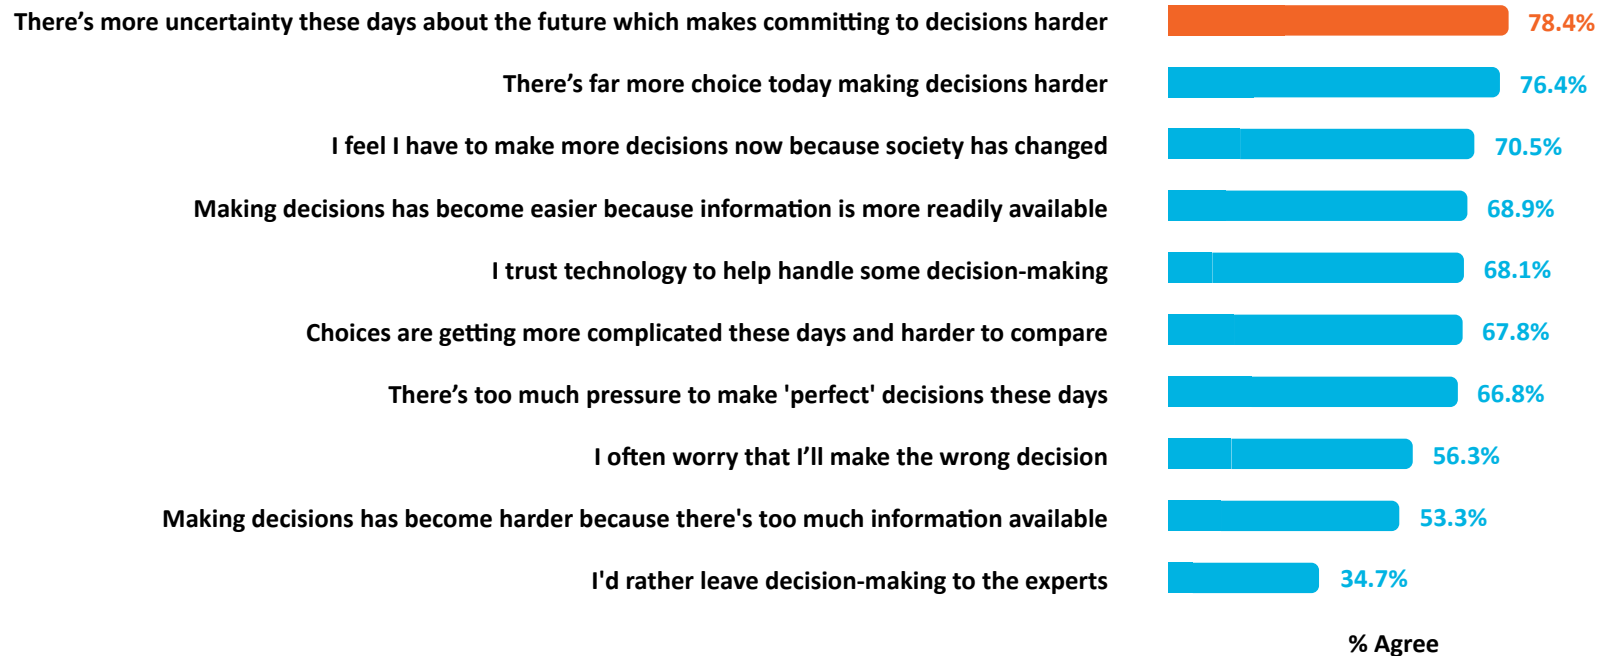 There’s more uncertainty these days about the future which makes committing to decisions harder 78.4%
There’s far more choice today making decisions harder 76.4%
I feel I have to make more decisions now because society has changed 70.5%
Making decisions has become easier because information is more readily available 68.9%
I trust technology to help handle some decision-making 68.1%
Choices are getting more complicated these days and harder to compare 67.8%
There’s too much pressure to make 'perfect' decisions these days 66.8%
I often worry that I’ll make the wrong decision 56.3%
Making decisions has become harder because there's too much information available 53.3%
I'd rather leave decision-making to the experts 34.7%
% Agree